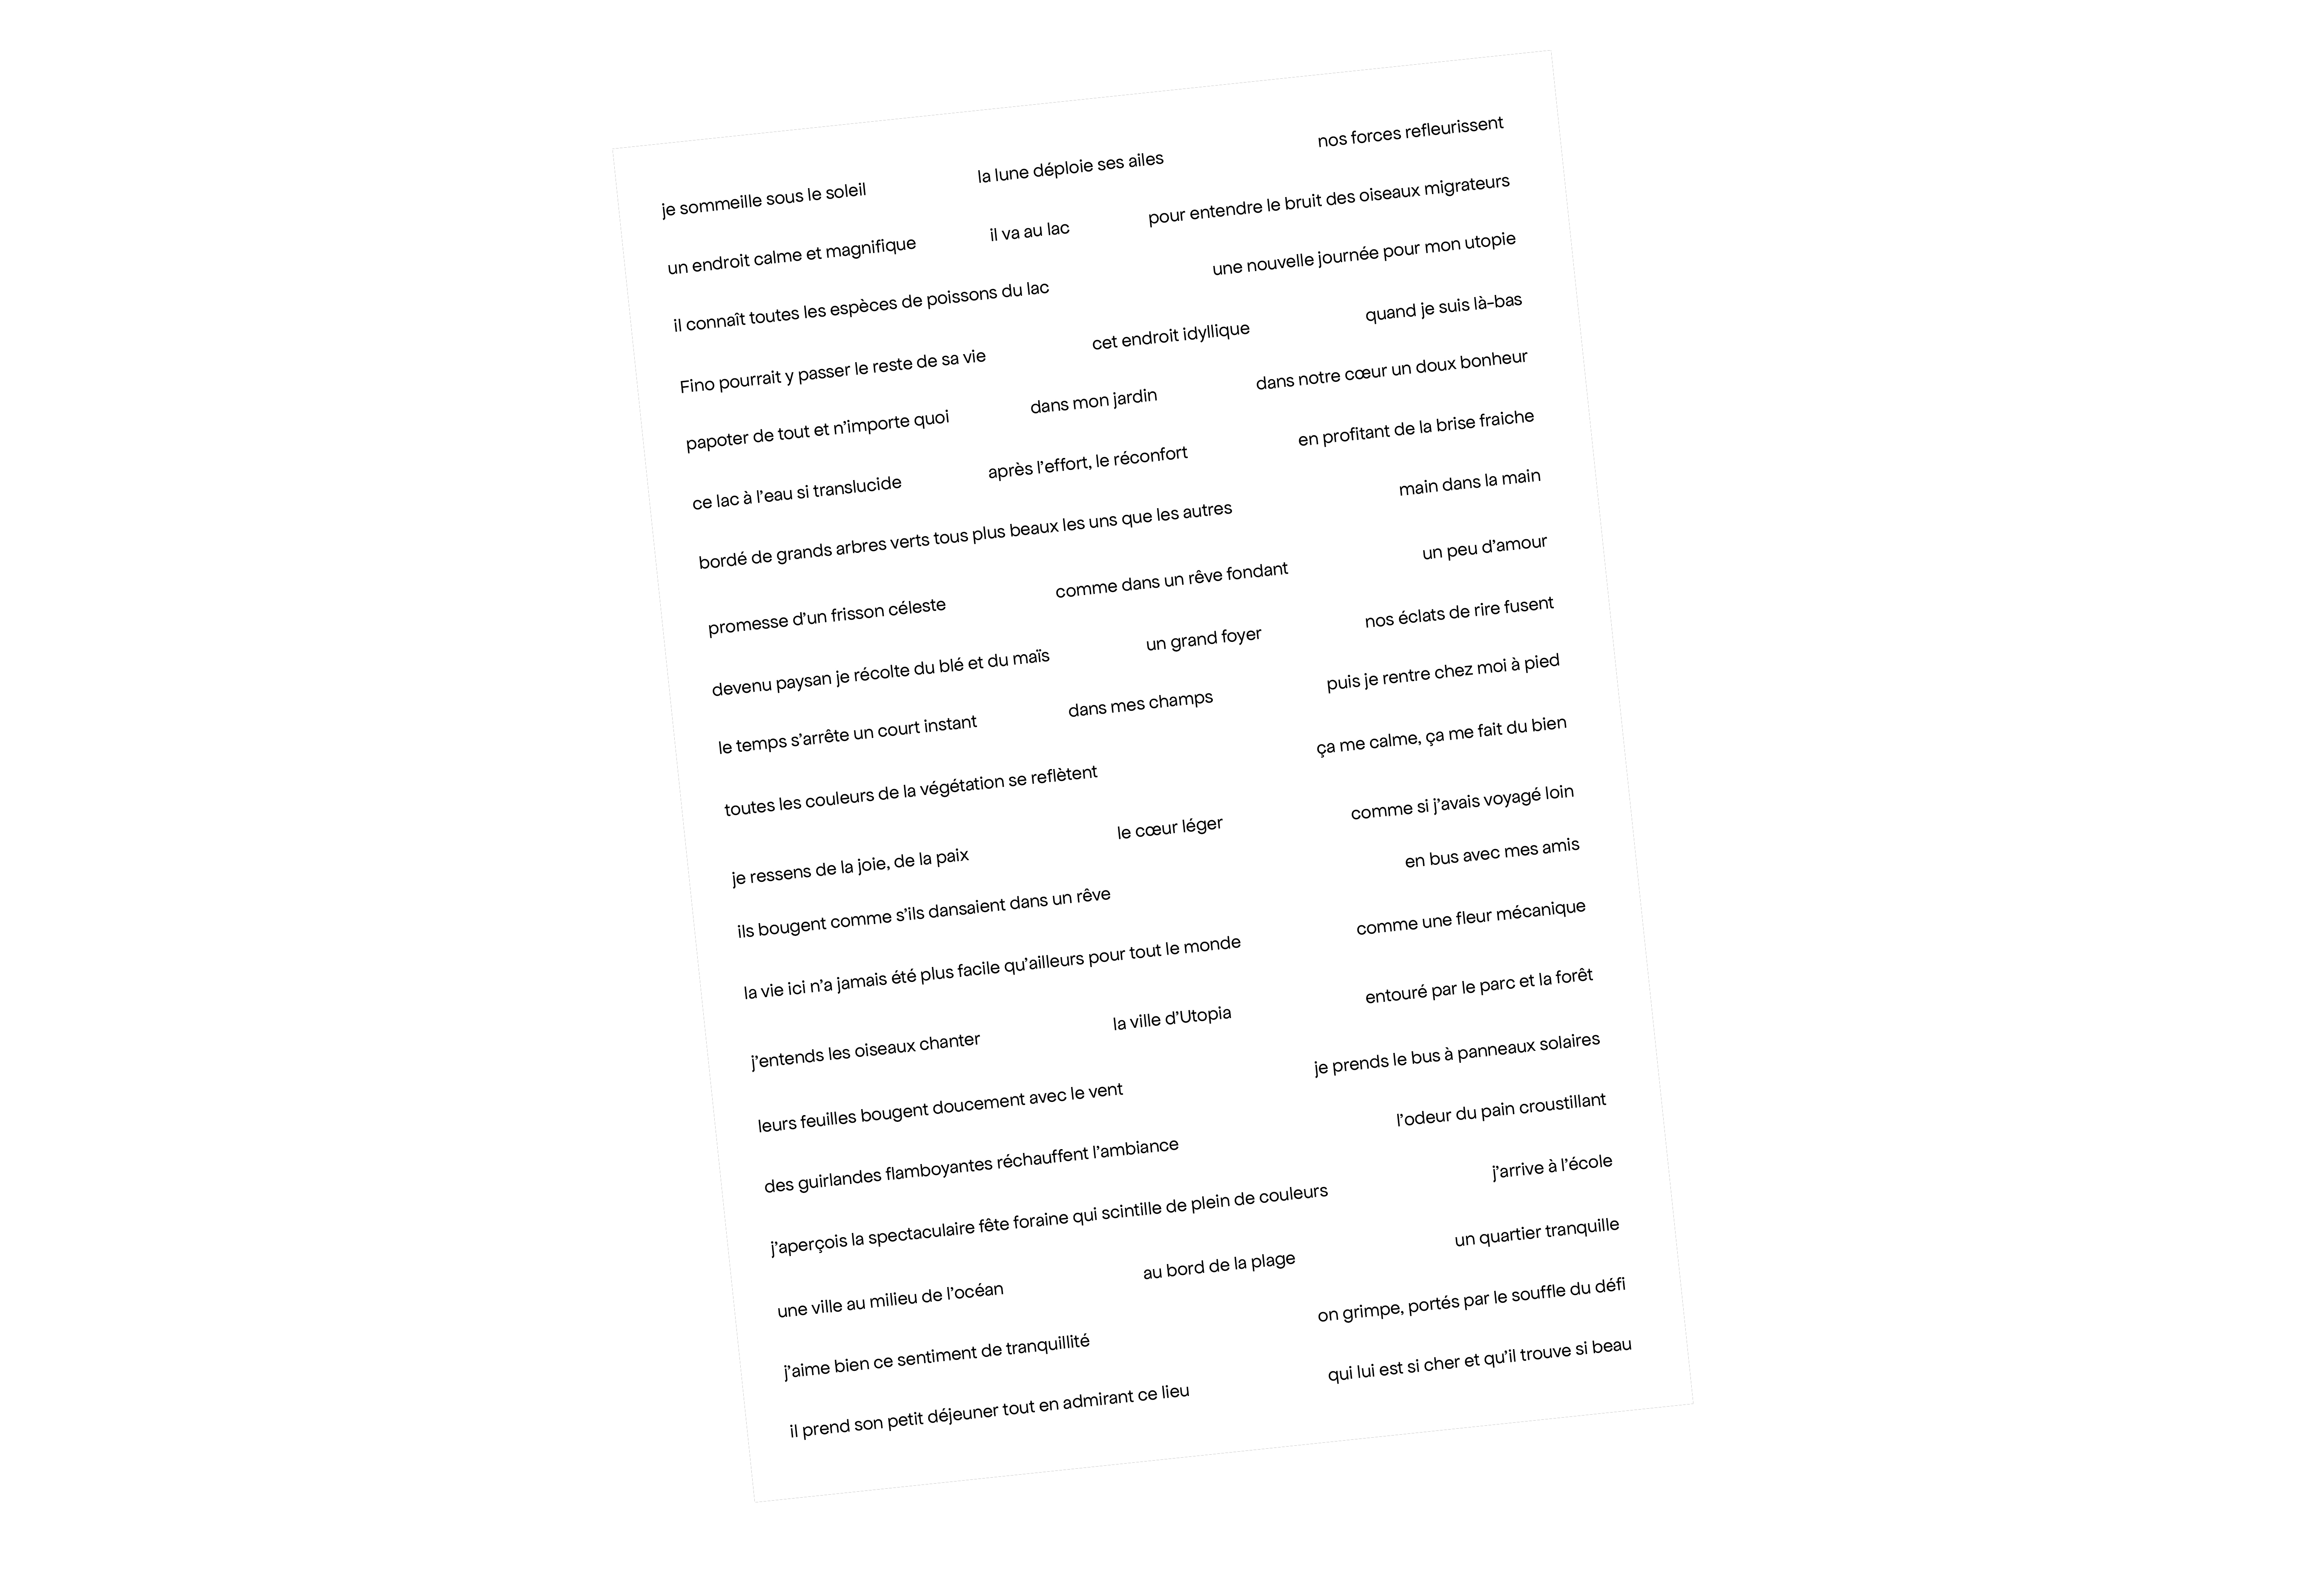 je sommeille sous le soleil la lune déploie ses ailes nos forces refleurissent
un endroit calme et magnifique il va au lac pour entendre le bruit des oiseaux migrateurs
il connaît toutes les espèces de poissons du lac une nouvelle journée pour mon utopie
Fino pourrait y passer le reste de sa vie cet endroit idyllique quand je suis là-bas
papoter de tout et n’importe quoi dans mon jardin dans notre cœur un doux bonheur
ce lac à l’eau si translucide après l’effort, le réconfort en profitant de la brise fraiche
bordé de grands arbres verts tous plus beaux les uns que les autres main dans la main
promesse d’un frisson céleste comme dans un rêve fondant un peu d’amour
devenu paysan je récolte du blé et du maïs un grand foyer nos éclats de rire fusent
le temps s’arrête un court instant dans mes champs puis je rentre chez moi à pied
toutes les couleurs de la végétation se reflètent ça me calme, ça me fait du bien
je ressens de la joie, de la paix le cœur léger comme si j’avais voyagé loin
ils bougent comme s’ils dansaient dans un rêve en bus avec mes amis
la vie ici n’a jamais été plus facile qu’ailleurs pour tout le monde comme une fleur mécanique
j’entends les oiseaux chanter la ville d’Utopia entouré par le parc et la forêt
leurs feuilles bougent doucement avec le vent je prends le bus à panneaux solaires
des guirlandes flamboyantes réchauffent l’ambiance l’odeur du pain croustillant
j’aperçois la spectaculaire fête foraine qui scintille de plein de couleurs j’arrive à l’école
une ville au milieu de l’océan au bord de la plage un quartier tranquille
j’aime bien ce sentiment de tranquillité on grimpe, portés par le souffle du défi
il prend son petit déjeuner tout en admirant ce lieu qui lui est si cher et qu’il trouve si beau